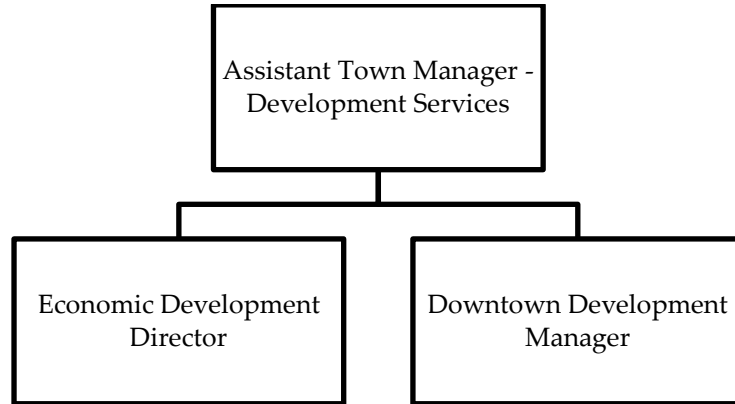 Assistant Town Manager -
Development Services
Economic Development
Director
Downtown Development
Manager